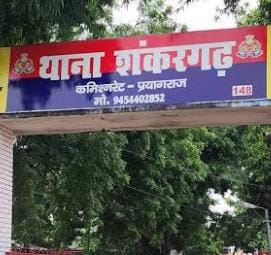 थाना शंकरगढ़
कमिश्नरेट - प्रयागराज
मो. 9454402852
148